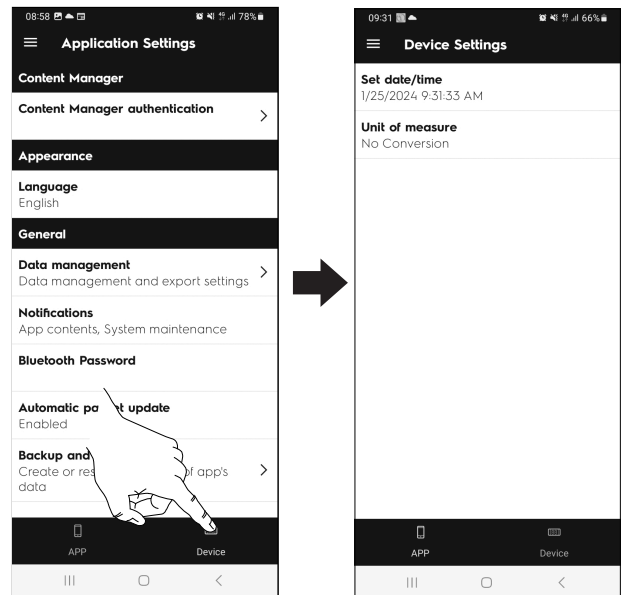 08:58 78%
Application Settings
Content Manager
Content Manager authentication
Appearance
Language
English
General
Data management
Data management and export settings
Notifications
App contents, System maintenance
Bluetooth Password
Automatic pa et update
Enabled
Backup and
Create or res of app's
data
APP Device
09:31 66%
Device Settings
Set date/time
1/25/2024 9:31:33 AM
Unit of measure
No Conversion
APP Device